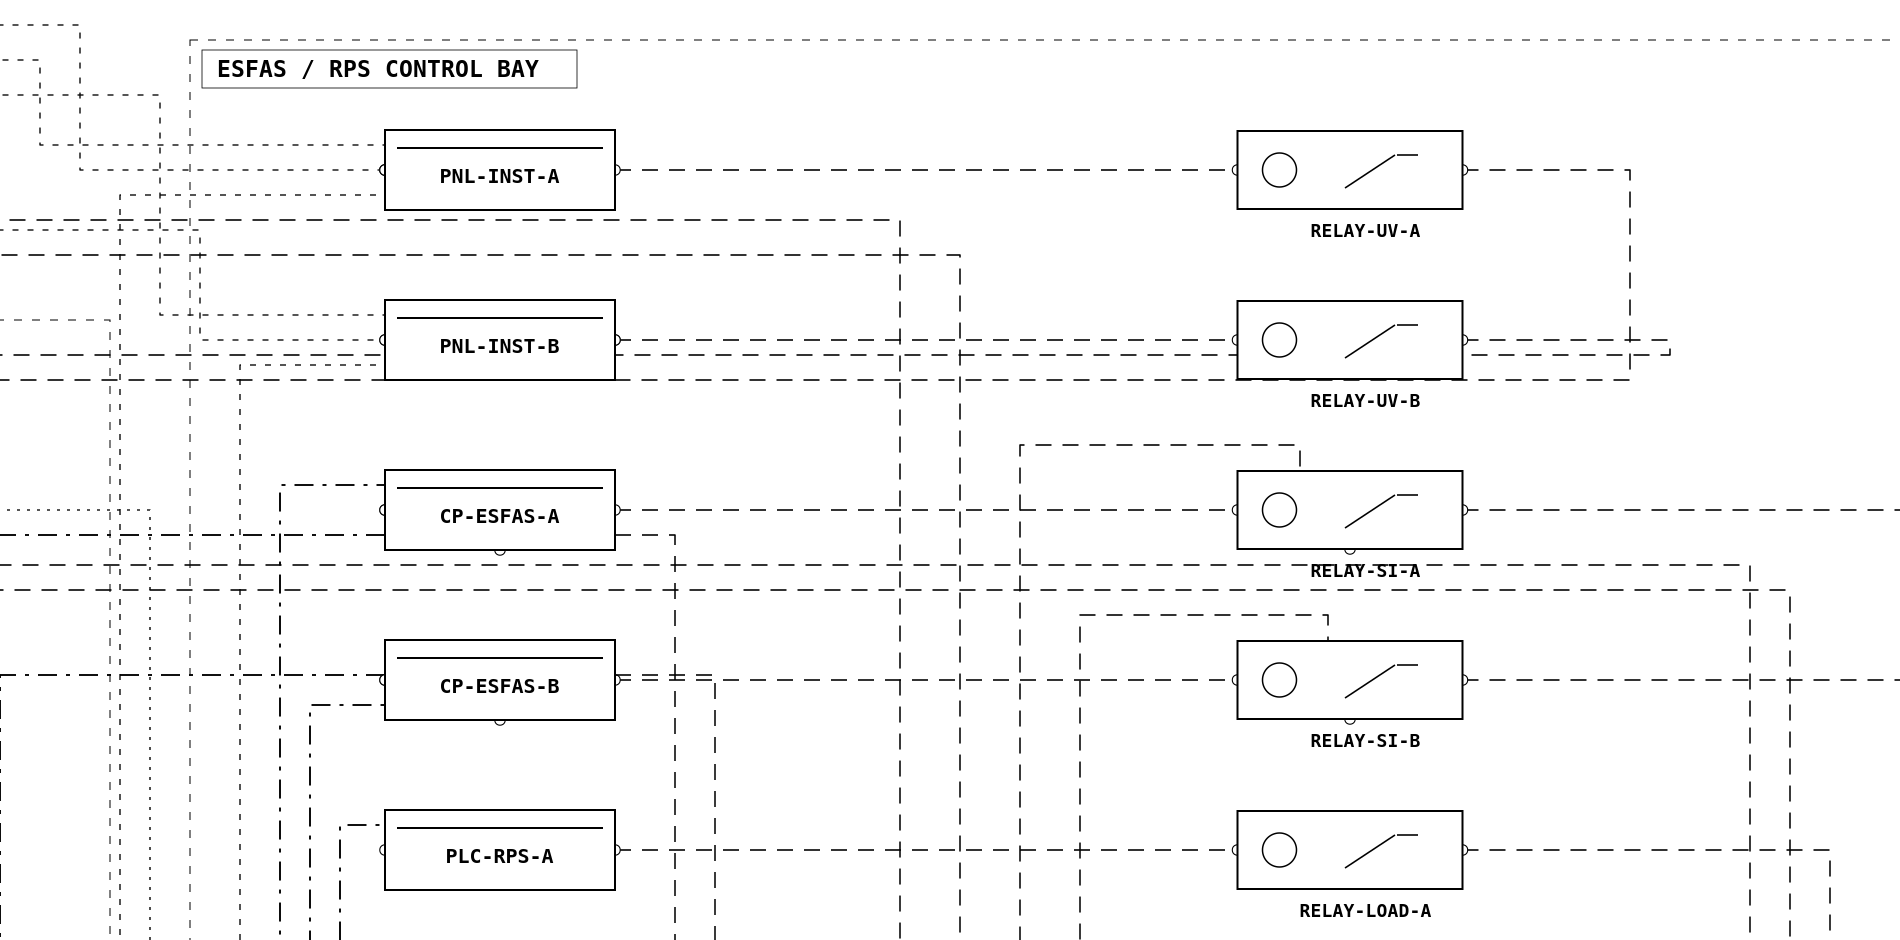 ESFAS / RPS CONTROL BAY
PNL-INST-A
RELAY-UV-A
PNL-INST-B
RELAY-UV-B
CP-ESFAS-A
RELAY-SI-A
CP-ESFAS-B
RELAY-SI-B
PLC-RPS-A
RELAY-LOAD-A